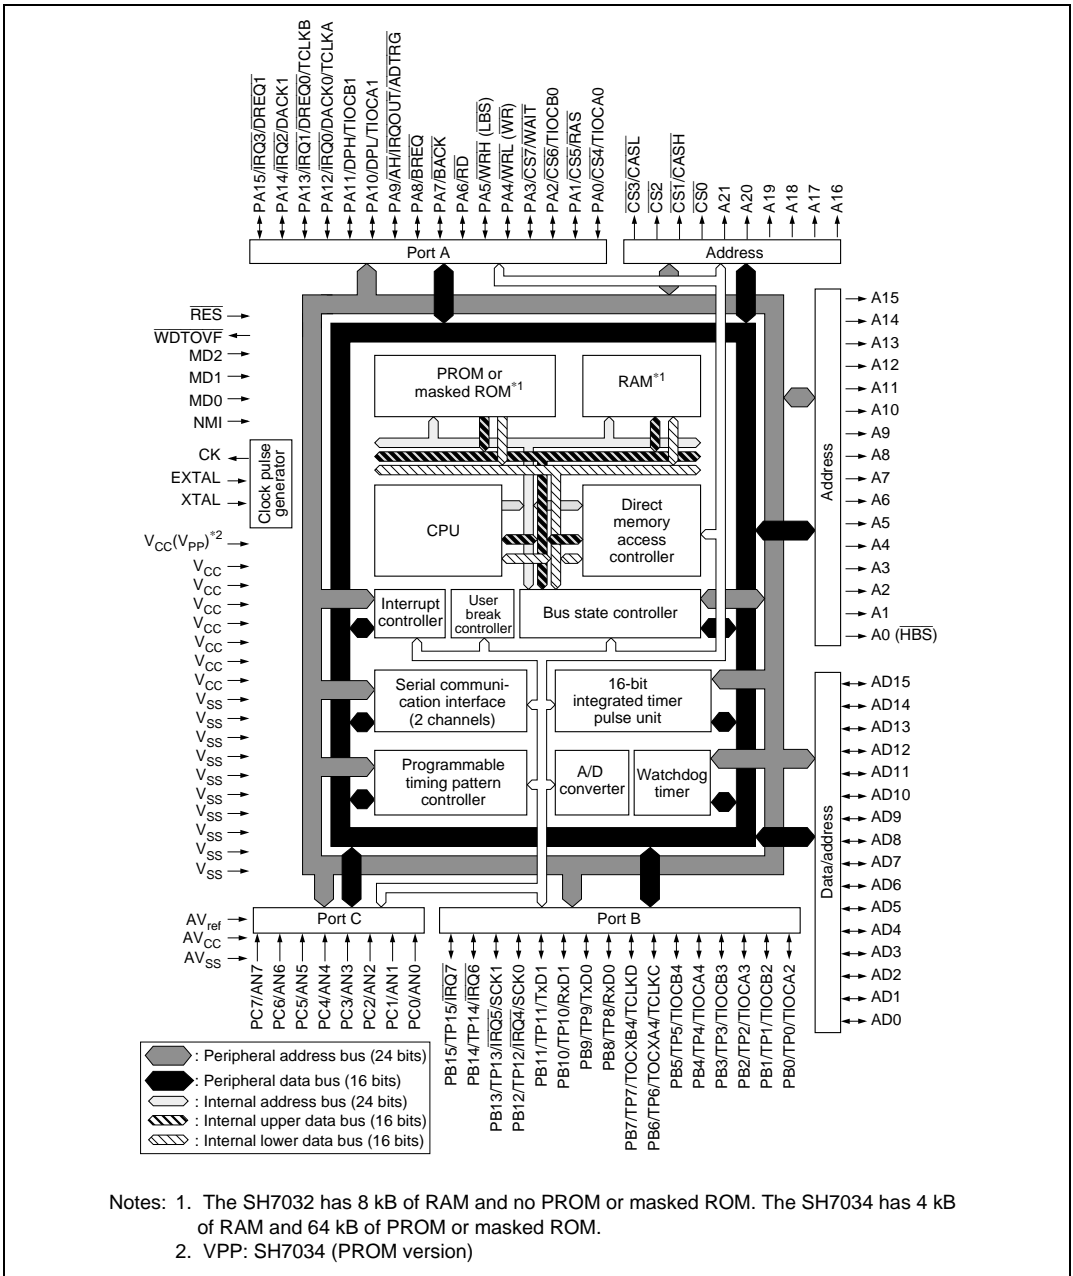 PA15/IRQ3/DREQ1
PA14/IRQ2/DACK1
PA13/IRQ1/DREQ0/TCLKB
PA12/IRQ0/DACK0/TCLKA
PA11/DPH/TIOCB1
PA10/DPL/TIOCA1
PA9/AH/IRQOUT/ADTRG
PA8/BREQ
PA7/BACK
PA6/RD
PA5/WRH (LBS)
PA4/WRL (WR)
PA3/CS7/WAIT
PA2/CS6/TIOCB0
PA1/CS5/RAS
PA0/CS4/TIOCA0
CS3/CASL
CS2
CS1/CASH
CS0
A21
A20
A19
A18
A17
A16
Port A
Address
RES
WDTOVF
MD2
MD1
MD0
NMI
CK
EXTAL
XTAL
Clock pulse
generator
VCC(VPP)*2
VCC
VCC
VCC
VCC
VCC
VCC
VCC
VSS
VSS
VSS
VSS
VSS
VSS
VSS
VSS
VSS
VSS
AVref
AVCC
AVSS
PROM or
masked ROM*1
RAM*1
CPU
Direct
memory
access
controller
Interrupt
controller
User
break
controller
Bus state controller
Serial communi-
cation interface
(2 channels)
16-bit
integrated timer
pulse unit
Programmable
timing pattern
controller
A/D
converter
Watchdog
timer
Address
A15
A14
A13
A12
A11
A10
A9
A8
A7
A6
A5
A4
A3
A2
A1
A0 (HBS)
Data/address
AD15
AD14
AD13
AD12
AD11
AD10
AD9
AD8
AD7
AD6
AD5
AD4
AD3
AD2
AD1
AD0
Port C
Port B
PC7/AN7
PC6/AN6
PC5/AN5
PC4/AN4
PC3/AN3
PC2/AN2
PC1/AN1
PC0/AN0
PB15/TP15/IRQ7
PB14/TP14/IRQ6
PB13/TP13/IRQ5/SCK1
PB12/TP12/IRQ4/SCK0
PB11/TP11/TxD1
PB10/TP10/RxD1
PB9/TP9/TxD0
PB8/TP8/RxD0
PB7/TP7/TOCXB4/TCLKD
PB6/TP6/TOCXA4/TCLKC
PB5/TP5/TIOCB4
PB4/TP4/TIOCA4
PB3/TP3/TIOCB3
PB2/TP2/TIOCA3
PB1/TP1/TIOCB2
PB0/TP0/TIOCA2
: Peripheral address bus (24 bits)
: Peripheral data bus (16 bits)
: Internal address bus (24 bits)
: Internal upper data bus (16 bits)
: Internal lower data bus (16 bits)
Notes: 1. The SH7032 has 8 kB of RAM and no PROM or masked ROM. The SH7034 has 4 kB
of RAM and 64 kB of PROM or masked ROM.
2. VPP: SH7034 (PROM version)